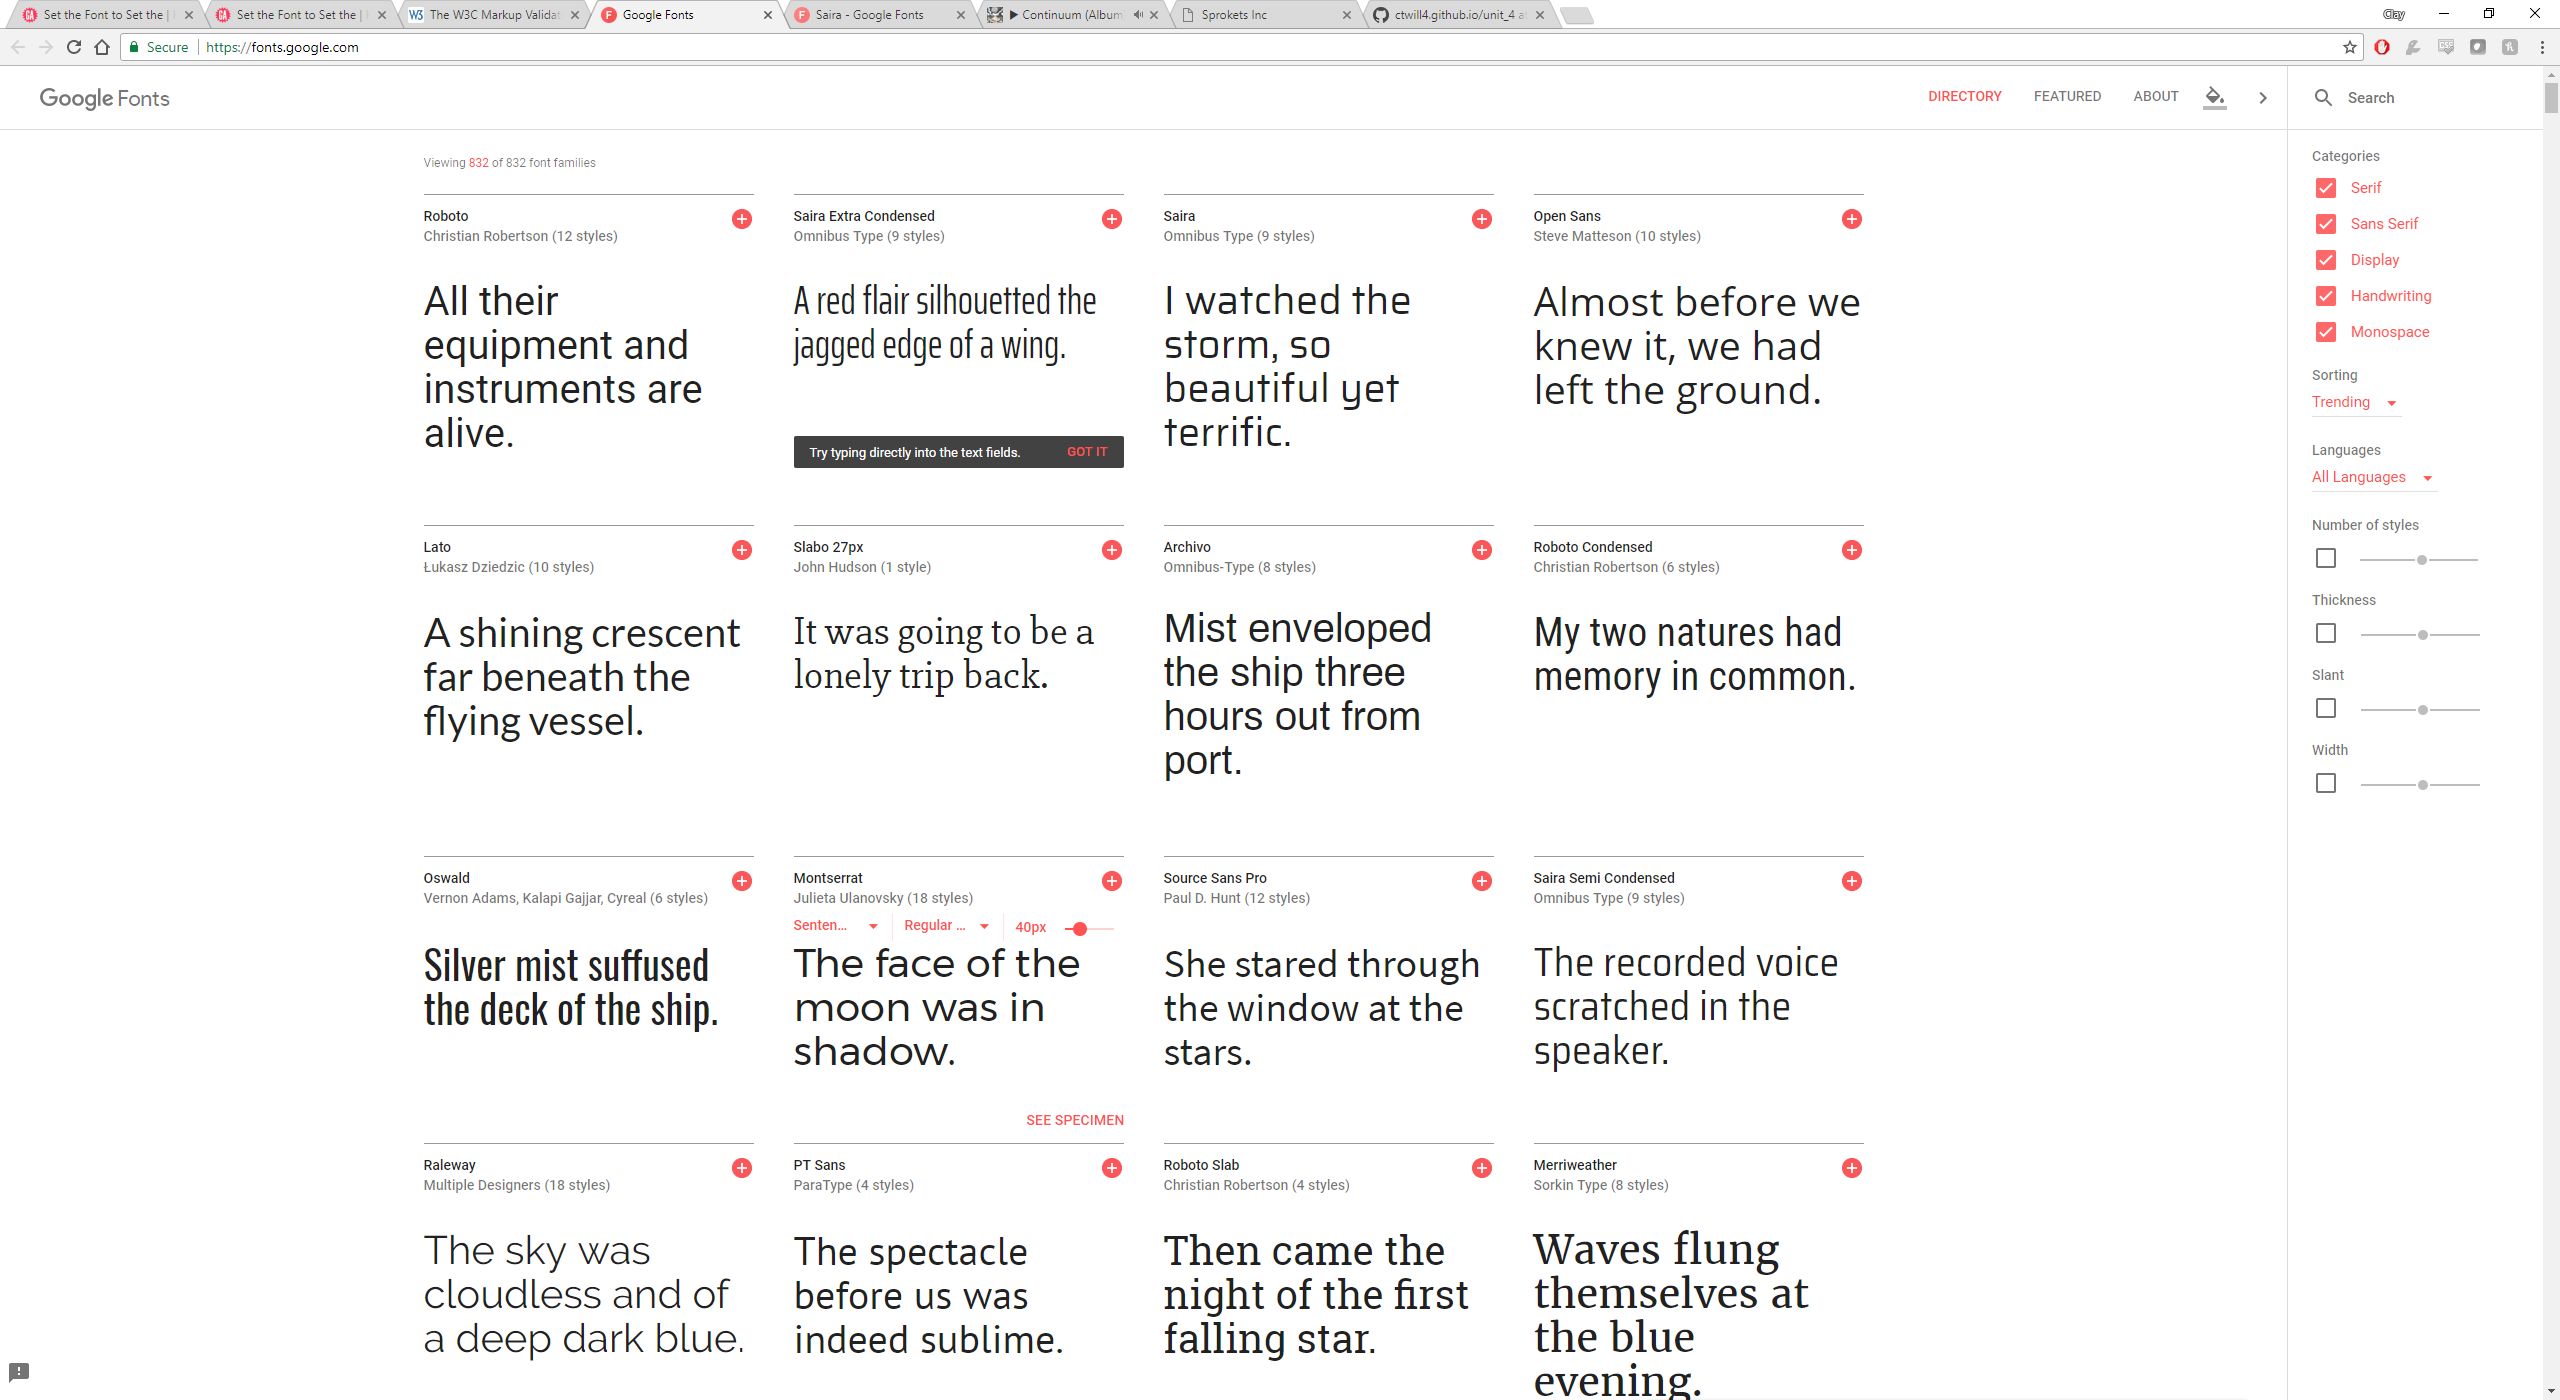 Set the Font to Set the |
Set the Font to Set the |
The W3C Markup Valida
Google Fonts
Saira - Google Fonts
▶ Continuum (Album
Sprokets Inc
ctwill4.github.io/unit_4 a
Clay
Secure
https://fonts.google.com
Google Fonts
DIRECTORY
FEATURED
ABOUT
Search
Viewing 832 of 832 font families
Roboto
Christian Robertson (12 styles)
All their
equipment and
instruments are
alive.
Saira Extra Condensed
Omnibus Type (9 styles)
A red flair silhouetted the
jagged edge of a wing.
Try typing directly into the text fields.
GOT IT
Saira
Omnibus Type (9 styles)
I watched the
storm, so
beautiful yet
terrific.
Open Sans
Steve Matteson (10 styles)
Almost before we
knew it, we had
left the ground.
Lato
Łukasz Dziedzic (10 styles)
A shining crescent
far beneath the
flying vessel.
Slabo 27px
John Hudson (1 style)
It was going to be a
lonely trip back.
Archivo
Omnibus-Type (8 styles)
Mist enveloped
the ship three
hours out from
port.
Roboto Condensed
Christian Robertson (6 styles)
My two natures had
memory in common.
Oswald
Vernon Adams, Kalapi Gajjar, Cyreal (6 styles)
Silver mist suffused
the deck of the ship.
Montserrat
Julieta Ulanovsky (18 styles)
Senten...
Regular ...
40px
The face of the
moon was in
shadow.
SEE SPECIMEN
Source Sans Pro
Paul D. Hunt (12 styles)
She stared through
the window at the
stars.
Saira Semi Condensed
Omnibus Type (9 styles)
The recorded voice
scratched in the
speaker.
Raleway
Multiple Designers (18 styles)
The sky was
cloudless and of
a deep dark blue.
PT Sans
ParaType (4 styles)
The spectacle
before us was
indeed sublime.
Roboto Slab
Christian Robertson (4 styles)
Then came the
night of the first
falling star.
Merriweather
Sorkin Type (8 styles)
Waves flung
themselves at
the blue
evening.
Categories
Serif
Sans Serif
Display
Handwriting
Monospace
Sorting
Trending
Languages
All Languages
Number of styles
Thickness
Slant
Width